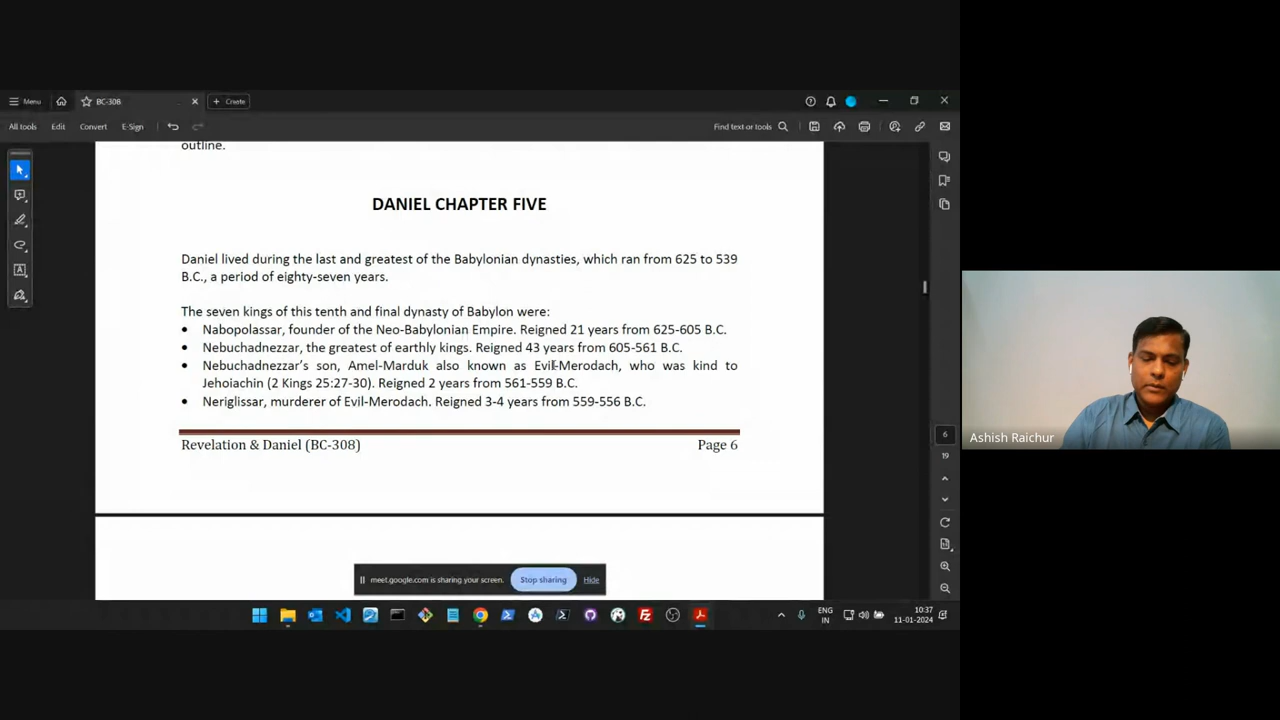 Menu
BC-308
Create
All tools
Edit
Convert
E-Sign
Find text or tools
outline.
DANIEL CHAPTER FIVE
Daniel lived during the last and greatest of the Babylonian dynasties, which ran from 625 to 539
B.C., a period of eighty-seven years.
The seven kings of this tenth and final dynasty of Babylon were:
• Nabopolassar, founder of the Neo-Babylonian Empire. Reigned 21 years from 625-605 B.C.
• Nebuchadnezzar, the greatest of earthly kings. Reigned 43 years from 605-561 B.C.
• Nebuchadnezzar's son, Amel-Marduk also known as Evil-Merodach, who was kind to
Jehoiachin (2 Kings 25:27-30). Reigned 2 years from 561-559 B.C.
• Neriglissar, murderer of Evil-Merodach. Reigned 3-4 years from 559-556 B.C.
Revelation & Daniel (BC-308)
Page 6
6
19
Ashish Raichur
meet.google.com is sharing your screen.
Stop sharing
Hide
ENG
IN
10:37
11-01-2024